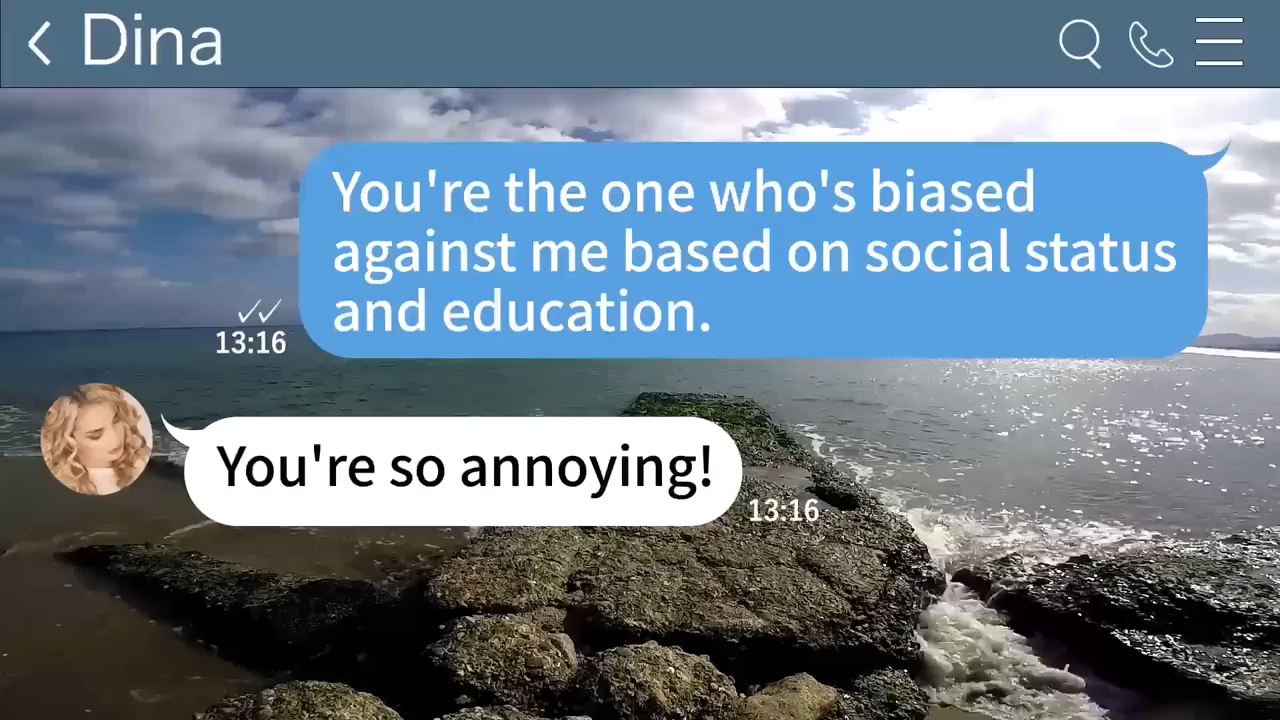 Dina
You're the one who's biased
against me based on social status
and education.
13:16
You're so annoying!
13:16